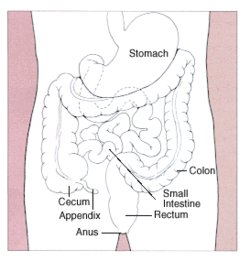 Stomach
Colon
Small
Intestine
Cecum
Appendix
Rectum
Anus